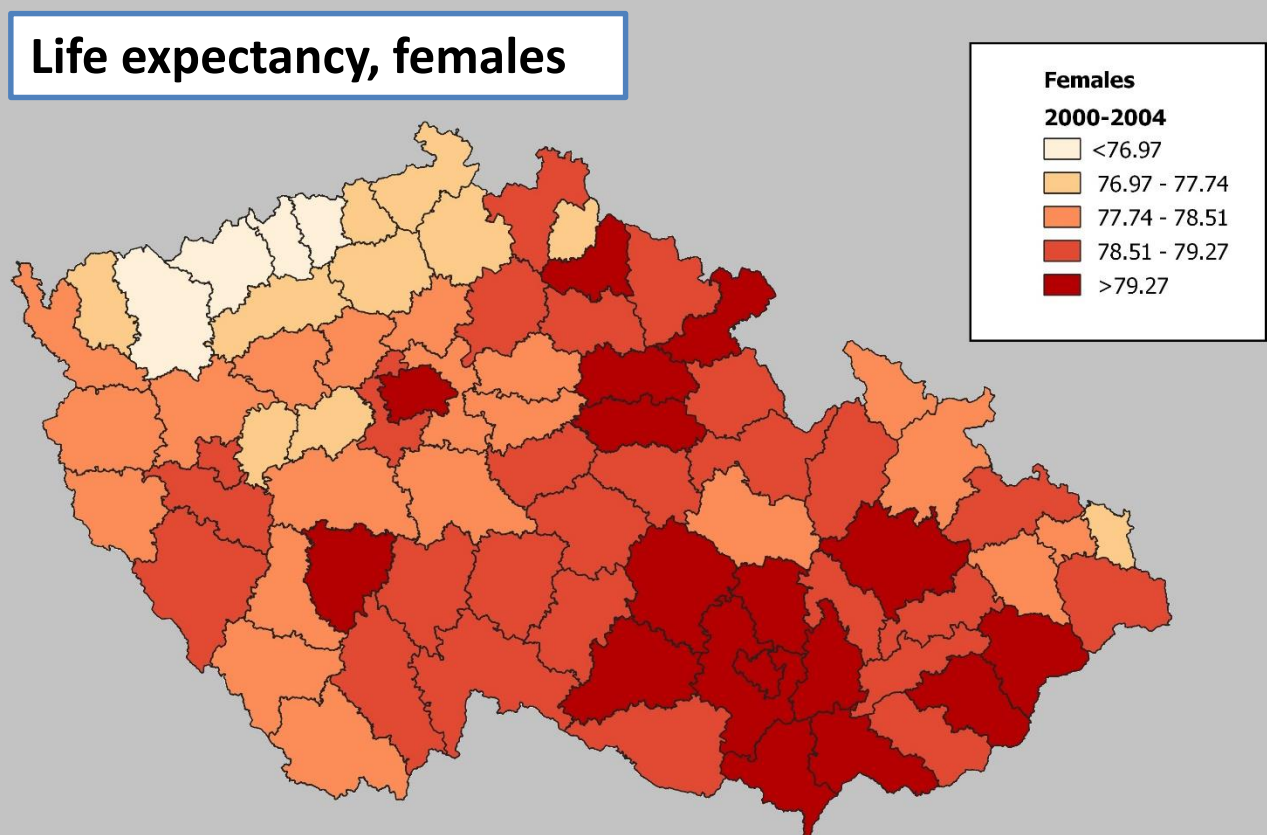 Life expectancy, females
Females
2000-2004
<76.97
76.97 - 77.74
77.74 - 78.51
78.51 - 79.27
>79.27